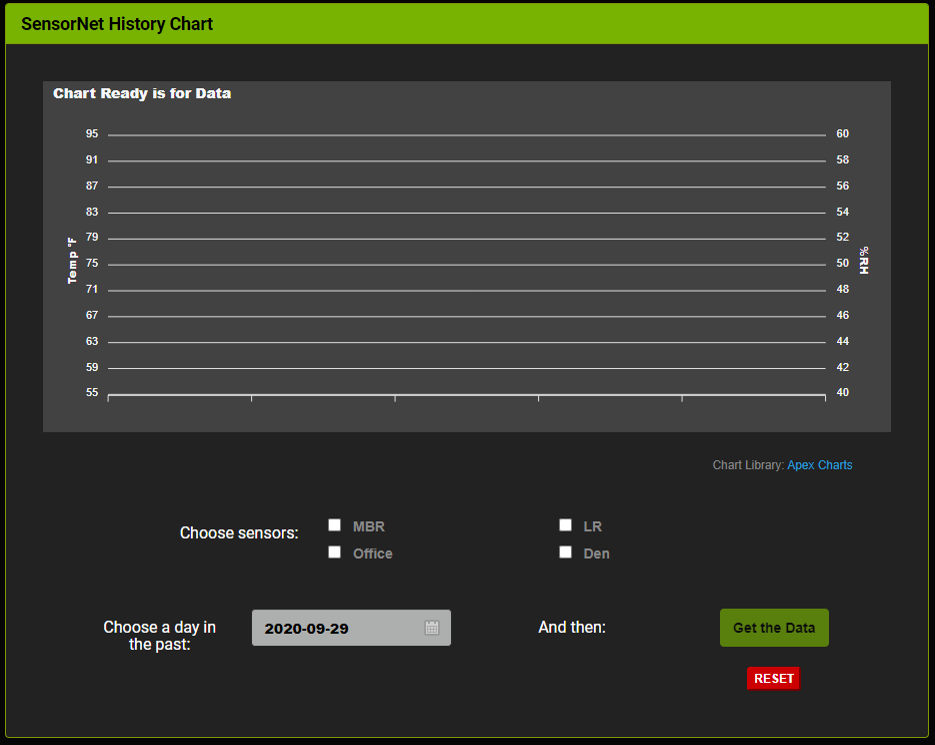 SensorNet History Chart
Chart Ready is for Data
95 60
91 58
87 56
83 54
79 52
75 50
71 48
67 46
63 44
59 42
55 40
Temp °F
%RH
Chart Library: Apex Charts
Choose sensors:
MBR LR
Office Den
Choose a day in
the past:
2020-09-29
And then:
Get the Data
RESET